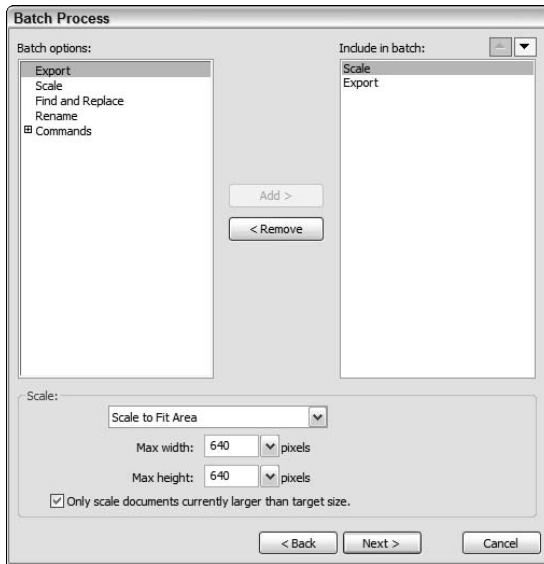 Batch Process
Batch options:
Export
Scale
Find and Replace
Rename
Commands
Add >
< Remove
Include in batch:
Scale
Export
Scale:
Scale to Fit Area
Max width: 640 pixels
Max height: 640 pixels
Only scale documents currently larger than target size.
< Back Next > Cancel